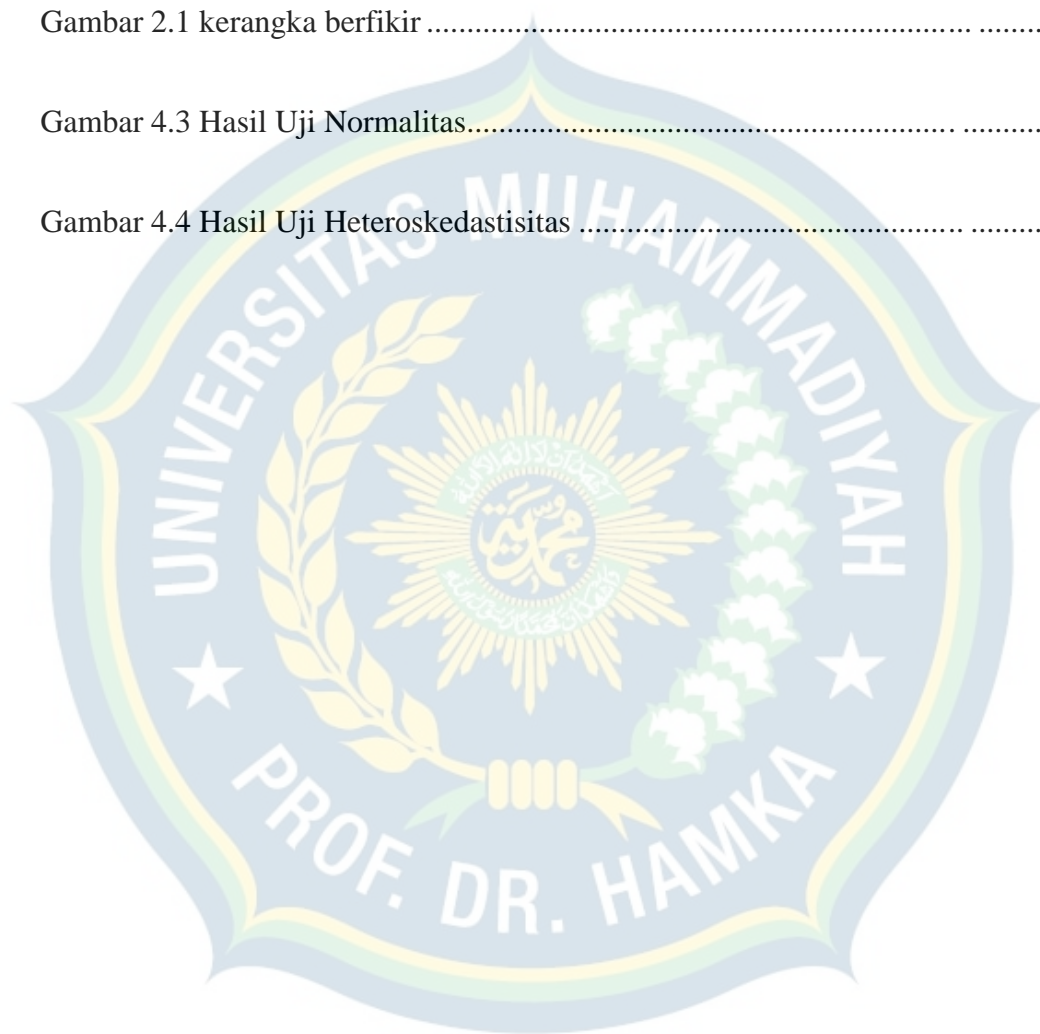 Gambar 2.1 kerangka berfikir .................................................................... ........
Gambar 4.3 Hasil Uji Normalitas............................................................. .........
Gambar 4.4 Hasil Uji Heteroskedastisitas ................................................ .........
UNIVERSITAS MUHAMMADIYAH
PROF. DR. HAMKA